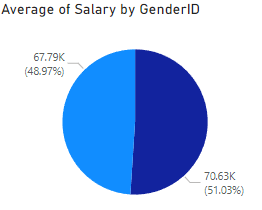 Average of Salary by GenderID
67.79K
(48.97%)
70.63K
(51.03%)